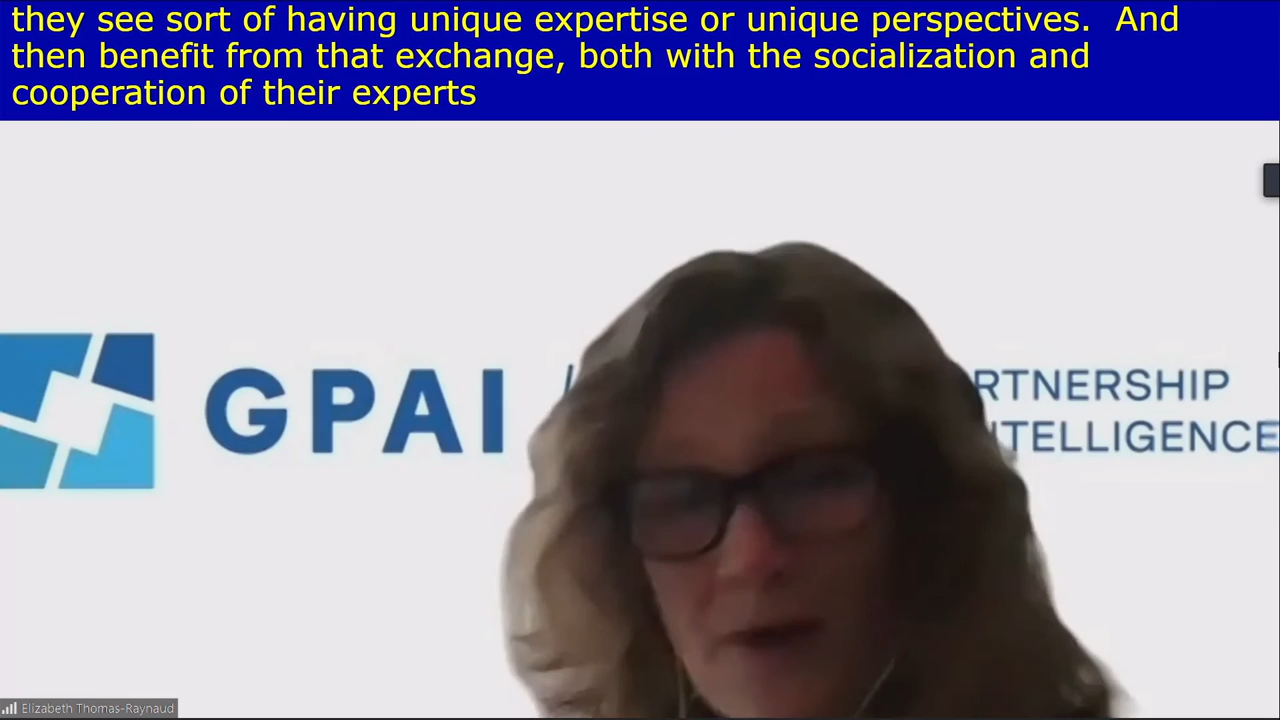 they see sort of having unique expertise or unique perspectives.  And
then benefit from that exchange, both with the socialization and
cooperation of their experts
GPAI /
RTNERSHIP
NTELLIGENCE
Elizabeth Thomas-Raynaud